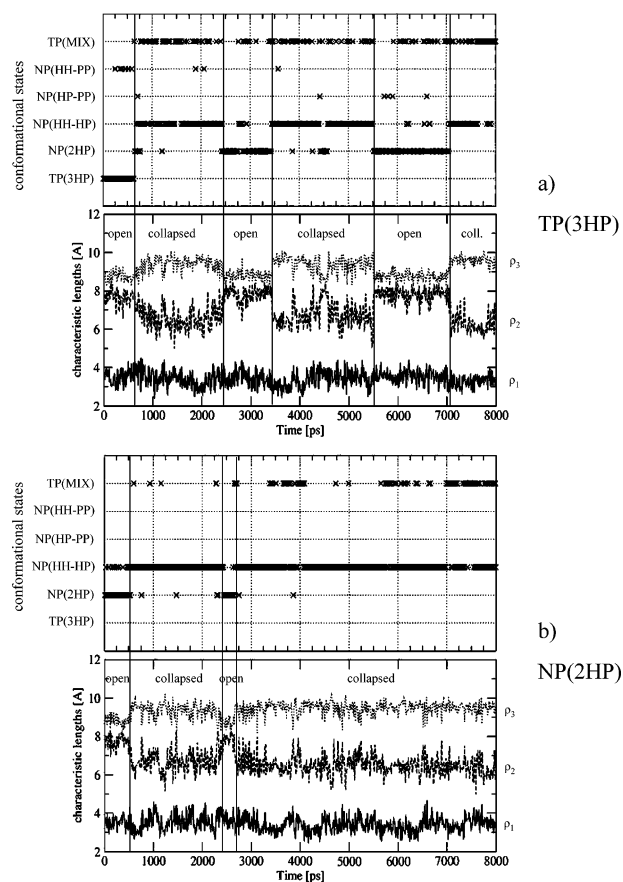 conformational states
TP(MIX)
NP(HH-PP)
NP(HP-PP)
NP(HH-HP)
NP(2HP)
TP(3HP)
a)
TP(3HP)
characteristic lengths [A]
12
10
8
6
4
2
open
collapsed
open
collapsed
open
coll.
ρ3
ρ2
ρ1
0 1000 2000 3000 4000 5000 6000 7000 8000
Time [ps]
conformational states
TP(MIX)
NP(HH-PP)
NP(HP-PP)
NP(HH-HP)
NP(2HP)
TP(3HP)
b)
NP(2HP)
characteristic lengths [A]
12
10
8
6
4
2
open
collapsed
open
collapsed
ρ3
ρ2
ρ1
0 1000 2000 3000 4000 5000 6000 7000 8000
Time [ps]